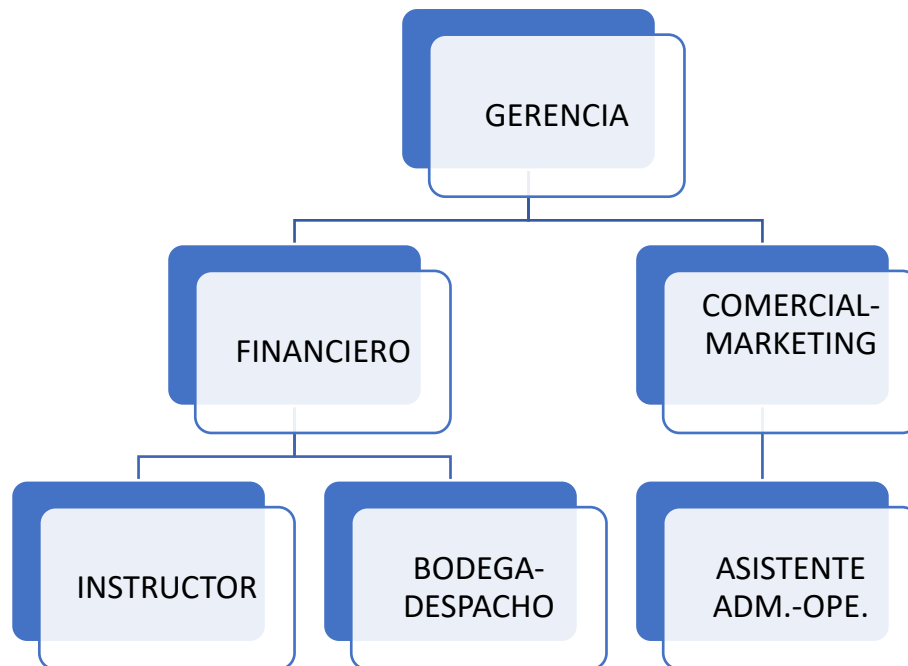 GERENCIA
FINANCIERO
COMERCIAL-
MARKETING
INSTRUCTOR
BODEGA-
DESPACHO
ASISTENTE
ADM.-OPE.